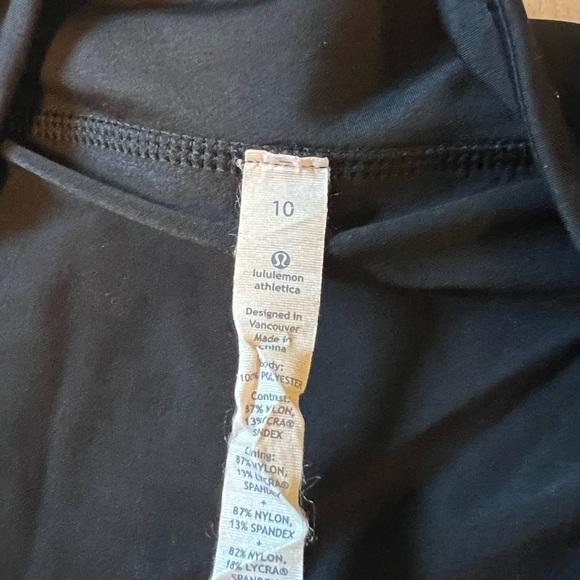 10
lululemon
athletica
Designed in
Vancouver
Made in
China
Body:
100% POLYESTER
Contrast:
87% NYLON,
13% LYCRA®
SPANDEX
Lining:
87% NYLON,
13% LYCRA®
SPANDEX
+
87% NYLON,
13% SPANDEX
+
82% NYLON,
18% LYCRA®
SPANDEX